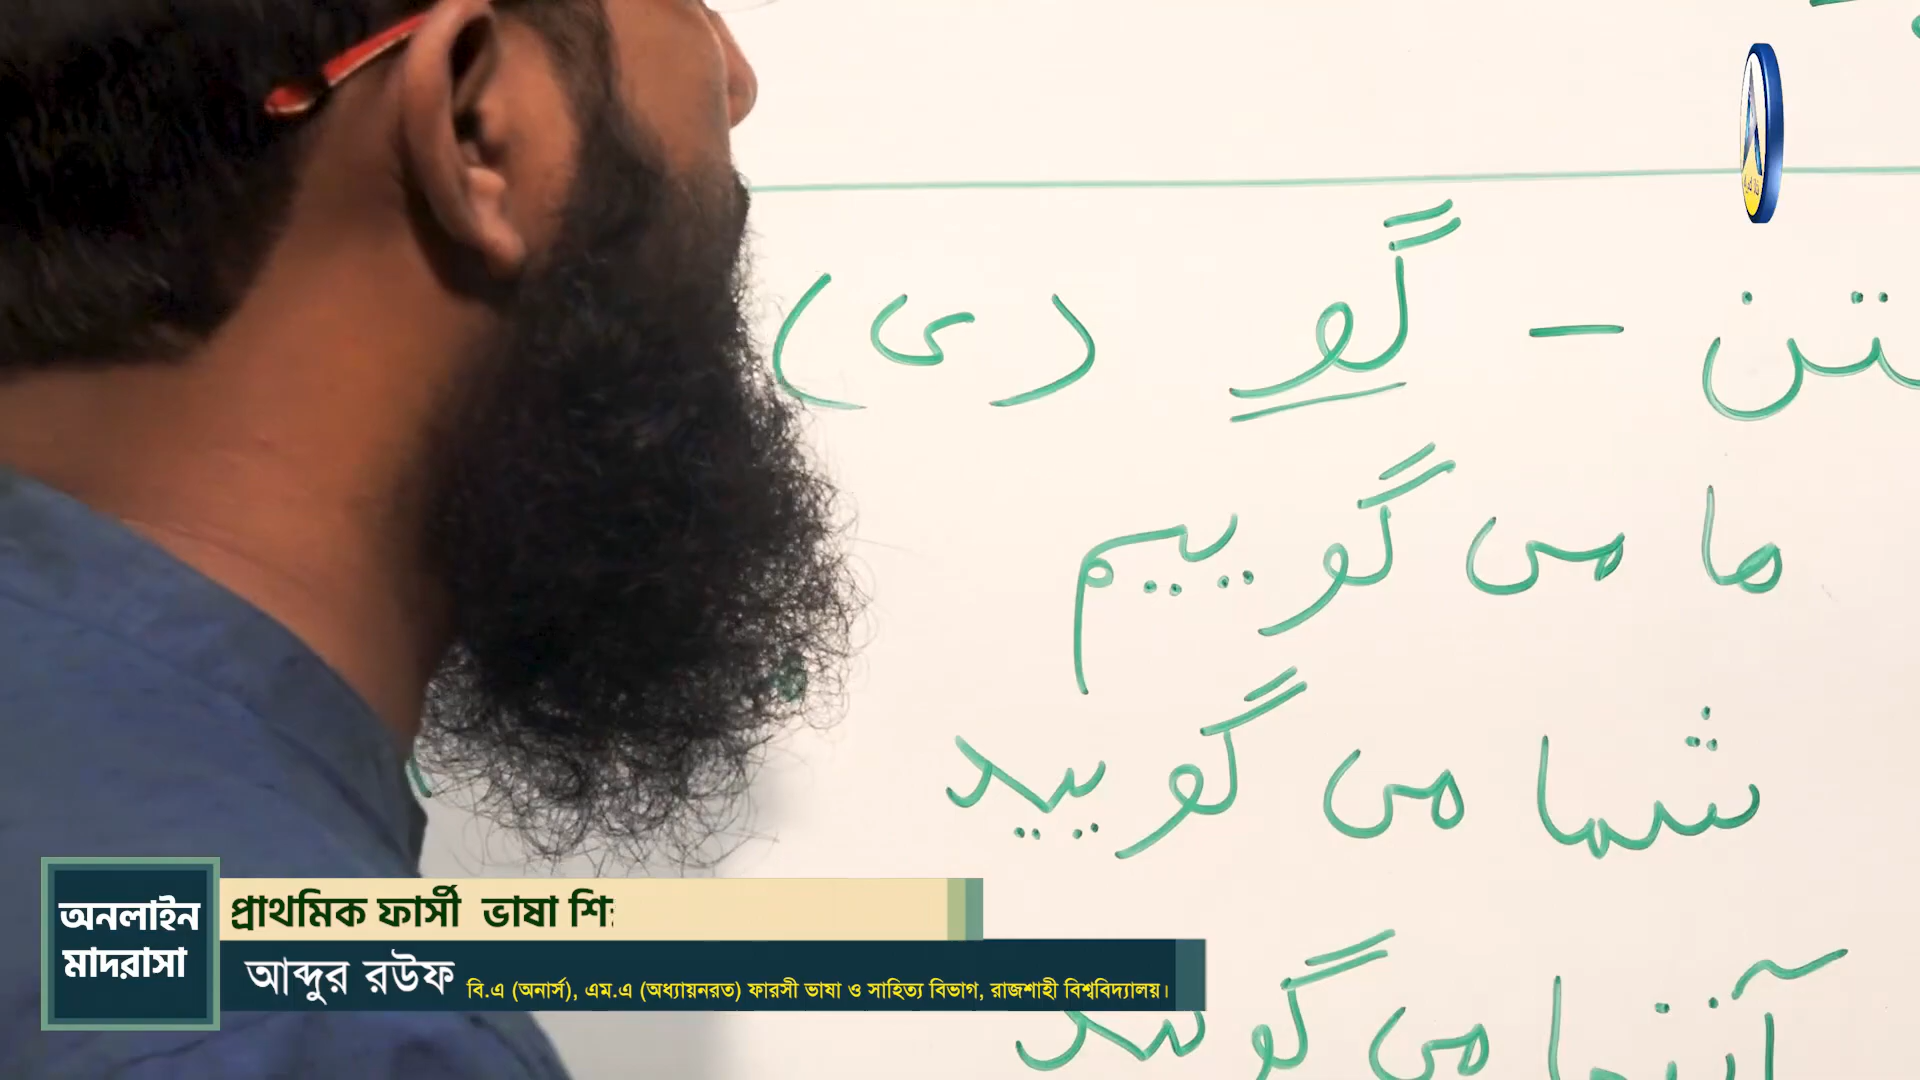 تن - گو (ی)
ما می گوییم
شما می گویید
می گویند
অনলাইন
মাদরাসা
প্রাথমিক ফার্সী ভাষা
আব্দুর রউফ বি.এ (অনার্স), এম.এ (অধ্যায়নরত) ফারসী ভাষা ও সাহিত্য বিভাগ, রাজশাহী বিশ্ববিদ্যালয়।